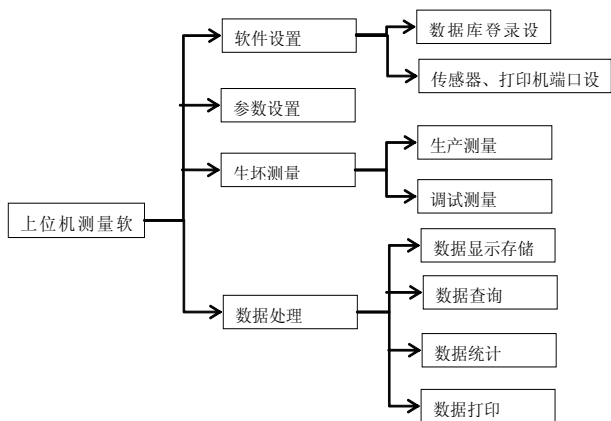 软件设置
数据库登录设
传感器、打印机端口设
参数设置
生坯测量
生产测量
调试测量
上位机测量软
数据处理
数据显示存储
数据查询
数据统计
数据打印